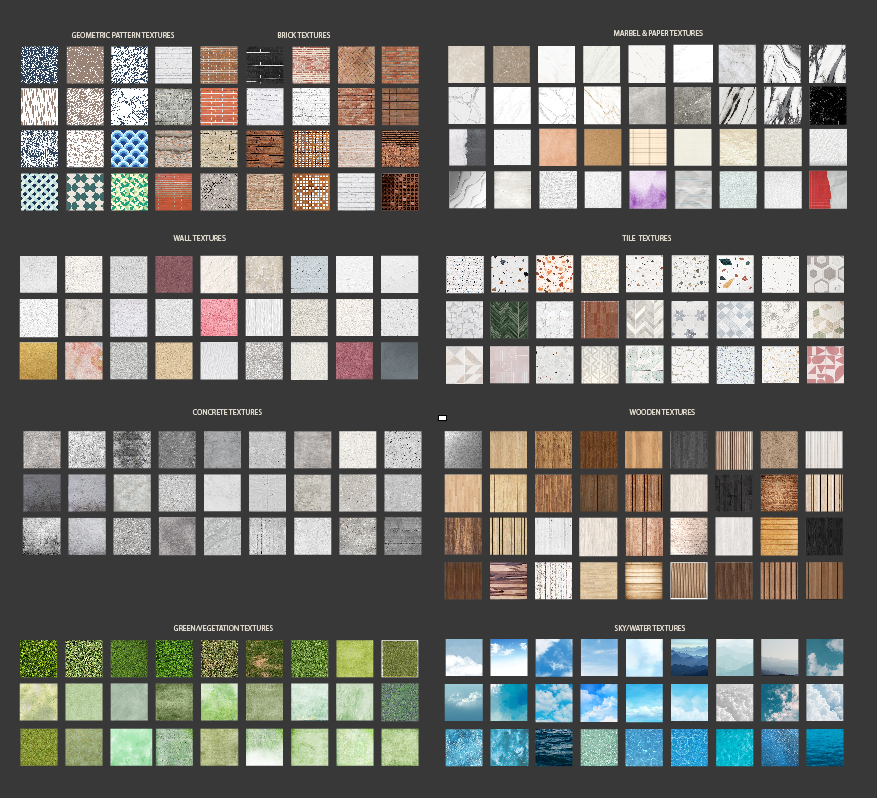 GEOMETRIC PATTERN TEXTURES
BRICK TEXTURES
MARBEL & PAPER TEXTURES
WALL TEXTURES
TILE TEXTURES
CONCRETE TEXTURES
WOODEN TEXTURES
GREEN/VEGETATION TEXTURES
SKY/WATER TEXTURES